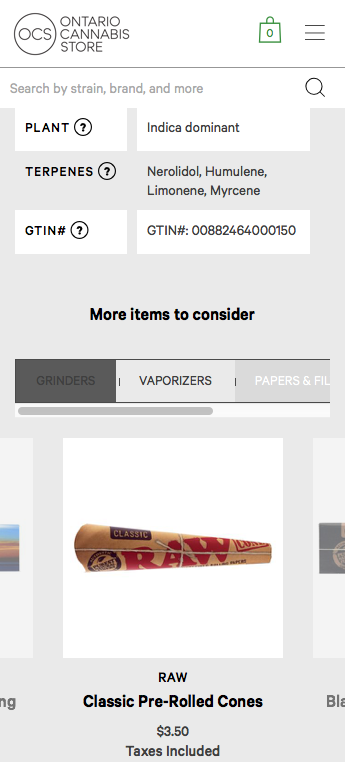 OCS ONTARIO
CANNABIS
STORE
0
Search by strain, brand, and more
PLANT ? Indica dominant
TERPENES ? Nerolidol, Humulene,
Limonene, Myrcene
GTIN# ? GTIN#: 00882464000150
More items to consider
GRINDERS | VAPORIZERS | PAPERS & FIL
CLASSIC
RAW
RAW
ng Classic Pre-Rolled Cones Bla
$3.50
Taxes Included